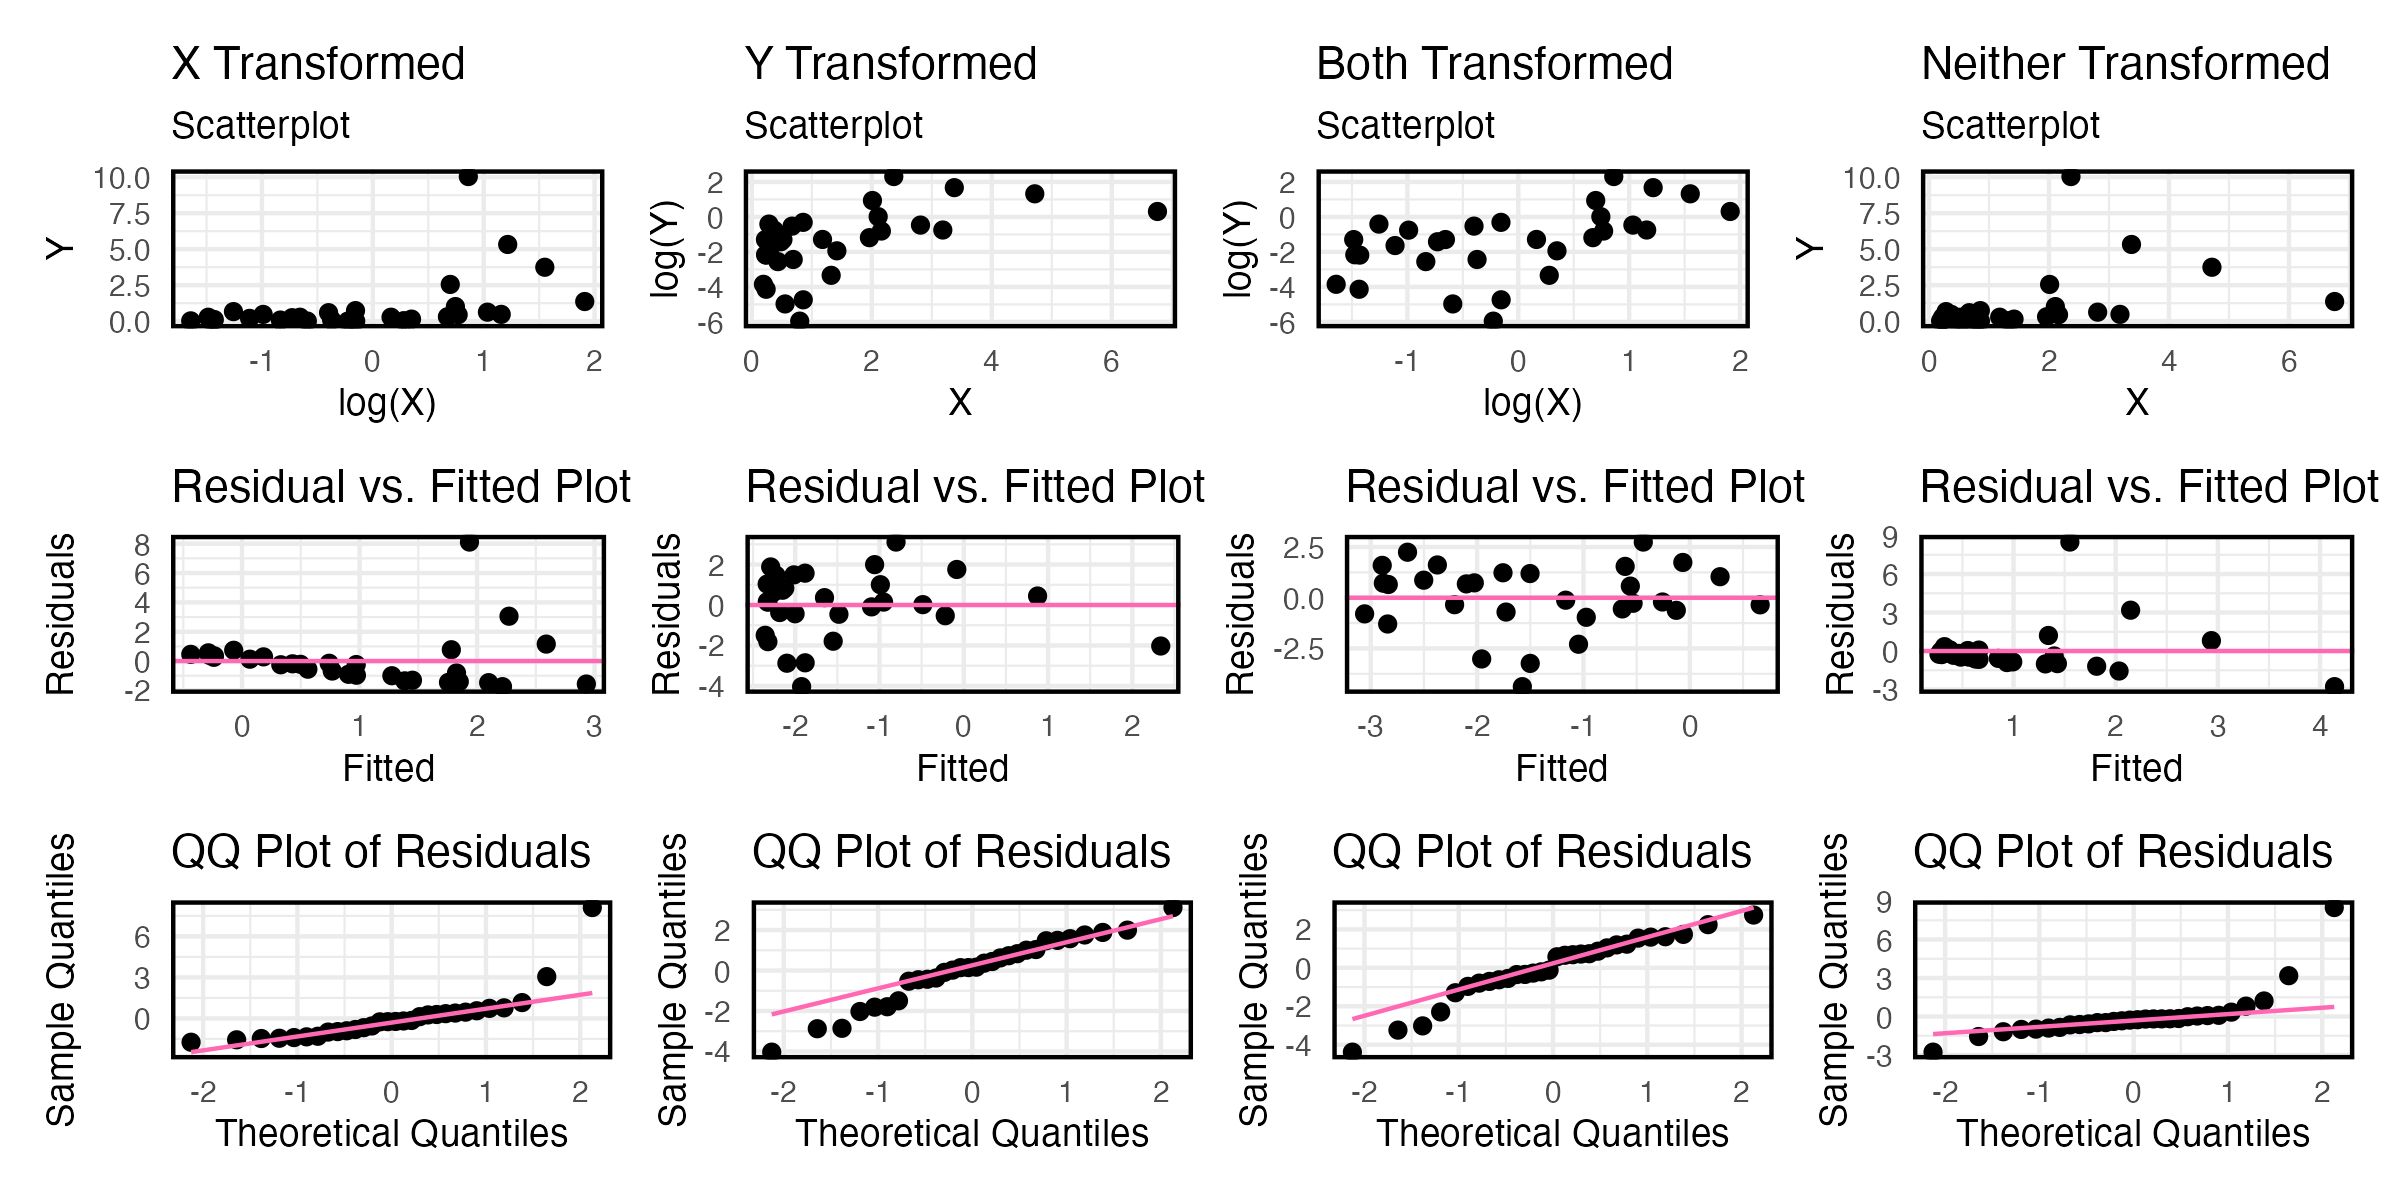 X Transformed
Scatterplot
Y
10.0
7.5
5.0
2.5
0.0
-1 0 1 2
log(X)
Y Transformed
Scatterplot
log(Y)
2
0
-2
-4
-6
0 2 4 6
X
Both Transformed
Scatterplot
log(Y)
2
0
-2
-4
-6
-1 0 1 2
log(X)
Neither Transformed
Scatterplot
Y
10.0
7.5
5.0
2.5
0.0
0 2 4 6
X
Residual vs. Fitted Plot
Residuals
8
6
4
2
0
-2
0 1 2 3
Fitted
Residual vs. Fitted Plot
Residuals
2
0
-2
-4
-2 -1 0 1 2
Fitted
Residual vs. Fitted Plot
Residuals
2.5
0.0
-2.5
-3 -2 -1 0
Fitted
Residual vs. Fitted Plot
Residuals
9
6
3
0
-3
1 2 3 4
Fitted
QQ Plot of Residuals
Sample Quantiles
6
3
0
-2 -1 0 1 2
Theoretical Quantiles
QQ Plot of Residuals
Sample Quantiles
2
0
-2
-4
-2 -1 0 1 2
Theoretical Quantiles
QQ Plot of Residuals
Sample Quantiles
2
0
-2
-4
-2 -1 0 1 2
Theoretical Quantiles
QQ Plot of Residuals
Sample Quantiles
9
6
3
0
-3
-2 -1 0 1 2
Theoretical Quantiles